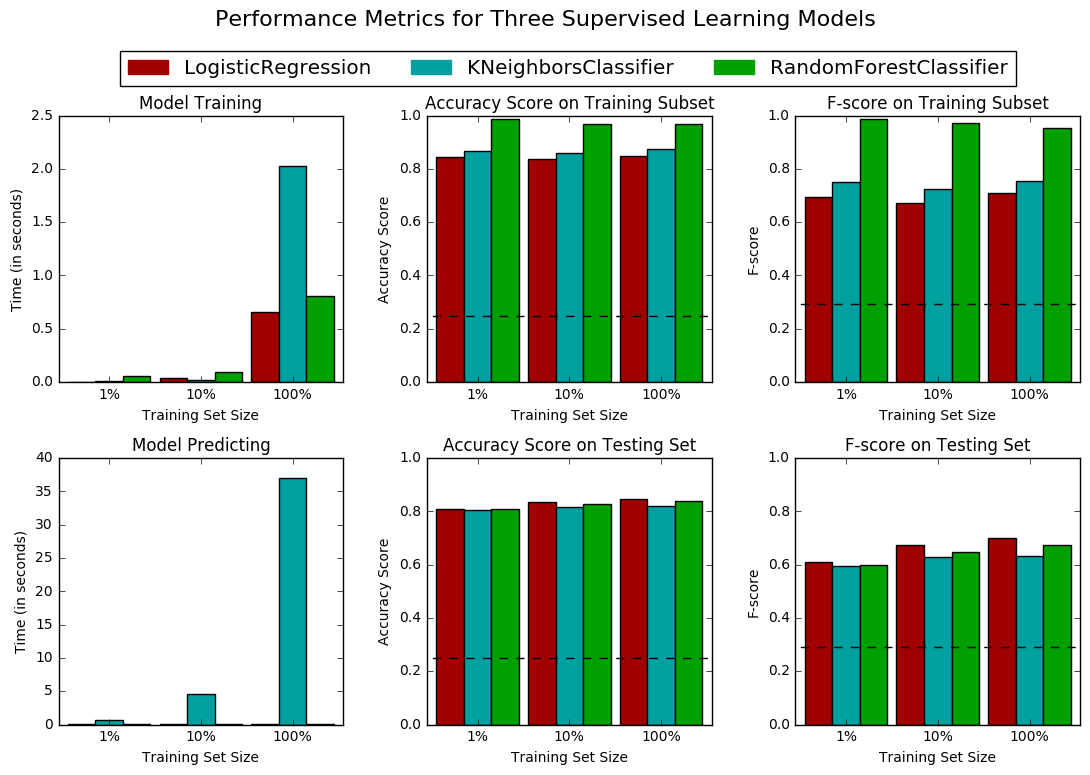 Performance Metrics for Three Supervised Learning Models
LogisticRegression KNeighborsClassifier RandomForestClassifier
Model Training
2.5
2.0
1.5
1.0
0.5
0.0
Time (in seconds)
1% 10% 100%
Training Set Size
Accuracy Score on Training Subset
1.0
0.8
0.6
0.4
0.2
0.0
Accuracy Score
1% 10% 100%
Training Set Size
F-score on Training Subset
1.0
0.8
0.6
0.4
0.2
0.0
F-score
1% 10% 100%
Training Set Size
Model Predicting
40
35
30
25
20
15
10
5
0
Time (in seconds)
1% 10% 100%
Training Set Size
Accuracy Score on Testing Set
1.0
0.8
0.6
0.4
0.2
0.0
Accuracy Score
1% 10% 100%
Training Set Size
F-score on Testing Set
1.0
0.8
0.6
0.4
0.2
0.0
F-score
1% 10% 100%
Training Set Size